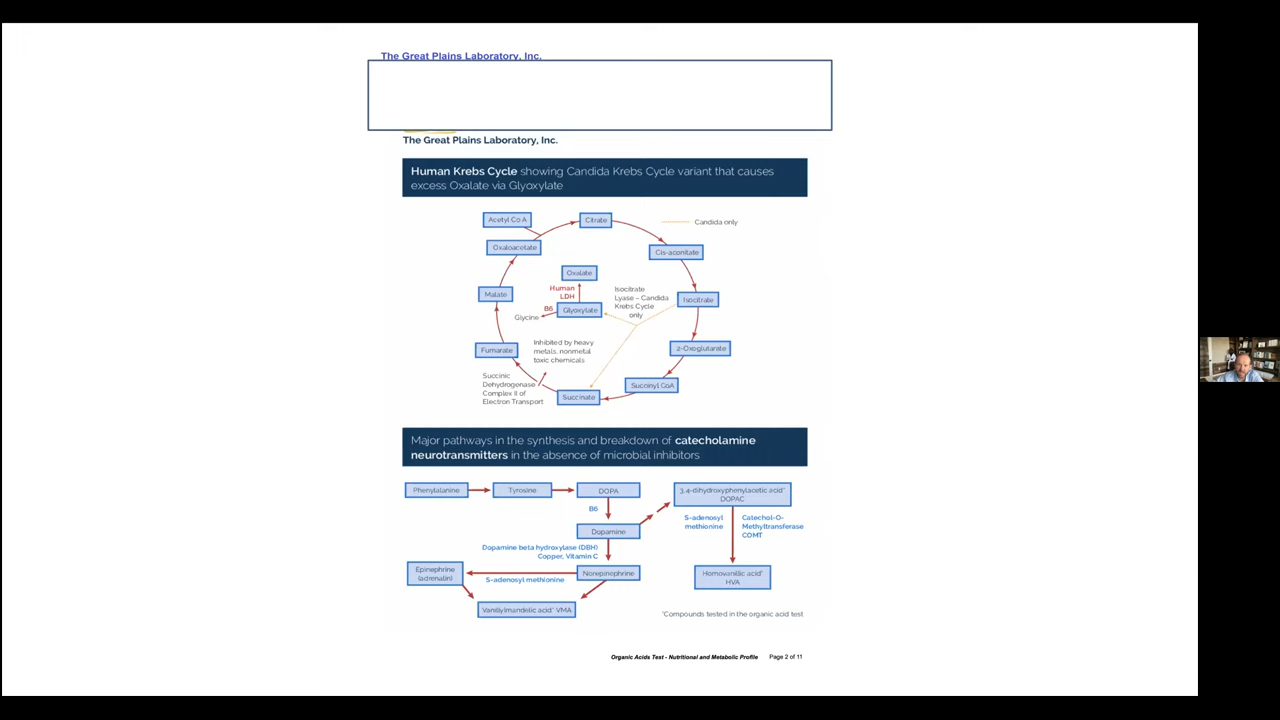 The Great Plains Laboratory, Inc.
The Great Plains Laboratory, Inc.
Human Krebs Cycle showing Candida Krebs Cycle variant that causes
excess Oxalate via Glyoxylate
Acetyl Co A
Citrate
Candida only
Oxaloacetate
Cis-aconitate
Oxalate
Human
LDH
Isocitrate
Lyase – Candida
Krebs Cycle
only
Malate
Isocitrate
B6
Glyoxylate
Glycine
Inhibited by heavy
metals, nonmetal
toxic chemicals
Fumarate
2-Oxoglutarate
Succinic
Dehydrogenase
Complex II of
Electron Transport
Succinyl CoA
Succinate
Major pathways in the synthesis and breakdown of catecholamine
neurotransmitters in the absence of microbial inhibitors
Phenylalanine
Tyrosine
DOPA
3,4-dihydroxyphenylacetic acid*
DOPAC
B6
S-adenosyl
methionine
Catechol-O-
Methyltransferase
COMT
Dopamine
Dopamine beta hydroxylase (DBH)
Copper, Vitamin C
Epinephrine
(adrenalin)
S-adenosyl methionine
Norepinephrine
Homovanillic acid*
HVA
Vanillylmandelic acid* VMA
*Compounds tested in the organic acid test
Organic Acids Test - Nutritional and Metabolic Profile Page 2 of 11